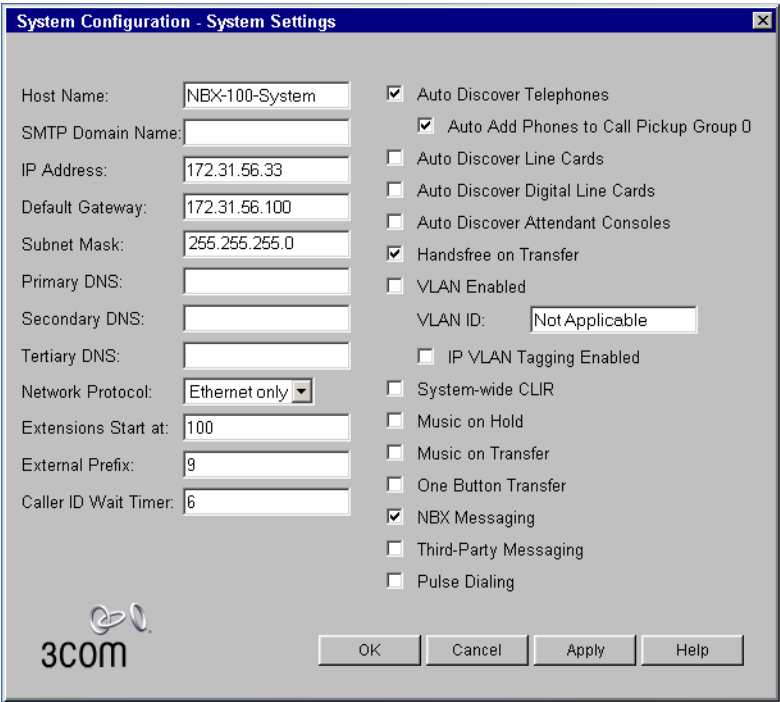 System Configuration - System Settings
Host Name: NBX-100-System
SMTP Domain Name:
IP Address: 172.31.56.33
Default Gateway: 172.31.56.100
Subnet Mask: 255.255.255.0
Primary DNS:
Secondary DNS:
Tertiary DNS:
Network Protocol: Ethernet only
Extensions Start at: 100
External Prefix: 9
Caller ID Wait Timer: 6
Auto Discover Telephones
Auto Add Phones to Call Pickup Group 0
Auto Discover Line Cards
Auto Discover Digital Line Cards
Auto Discover Attendant Consoles
Handsfree on Transfer
VLAN Enabled
VLAN ID: Not Applicable
IP VLAN Tagging Enabled
System-wide CLIR
Music on Hold
Music on Transfer
One Button Transfer
NBX Messaging
Third-Party Messaging
Pulse Dialing
3COM
OK Cancel Apply Help